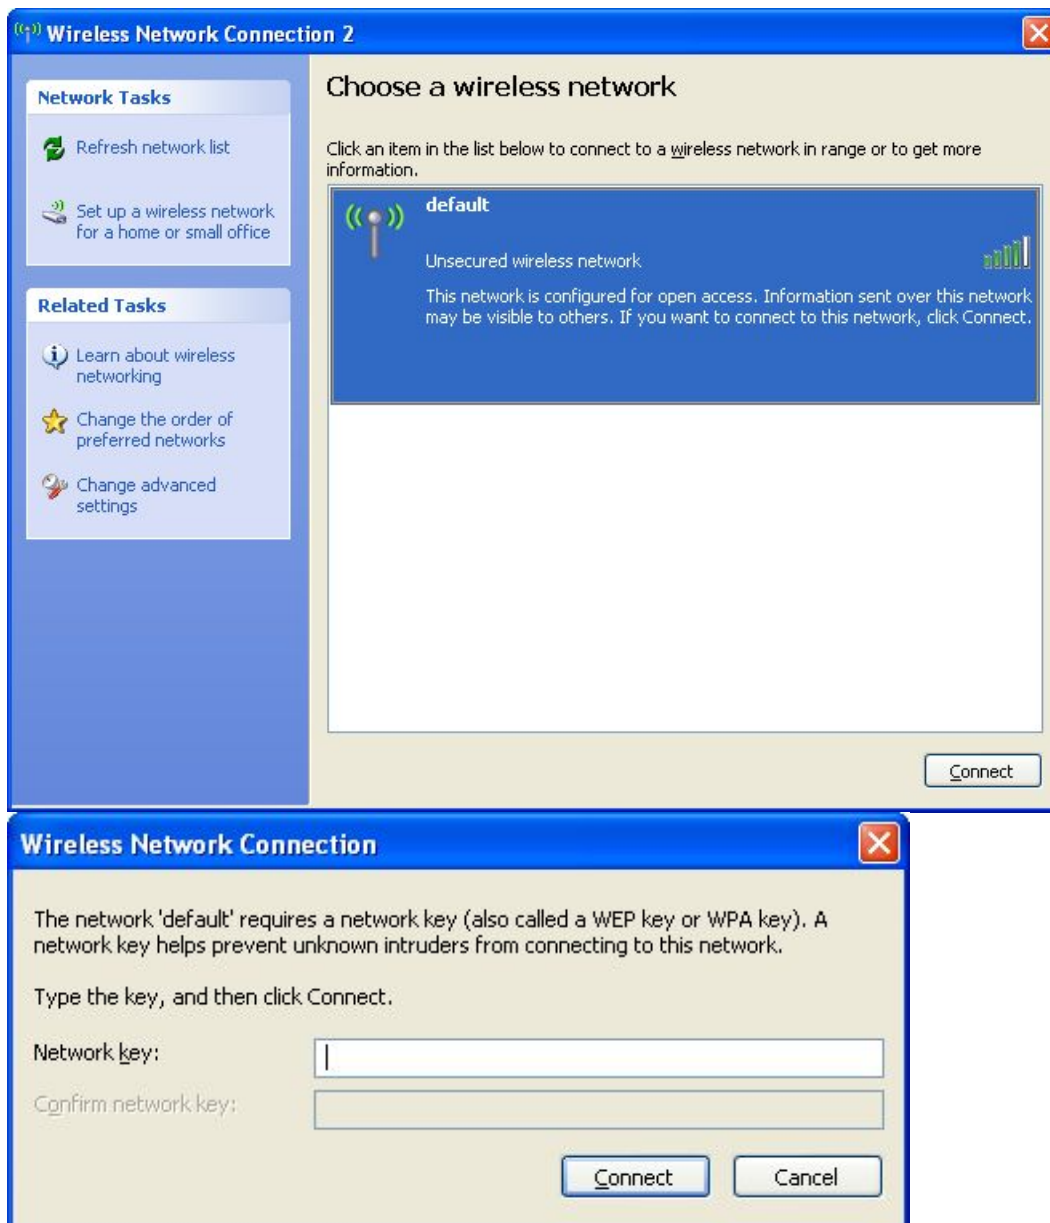 Wireless Network Connection 2
Network Tasks
Refresh network list
Set up a wireless network
for a home or small office
Related Tasks
Learn about wireless
networking
Change the order of
preferred networks
Change advanced
settings
Choose a wireless network
Click an item in the list below to connect to a wireless network in range or to get more
information.
default
Unsecured wireless network
This network is configured for open access. Information sent over this network
may be visible to others. If you want to connect to this network, click Connect.
Connect
Wireless Network Connection
The network 'default' requires a network key (also called a WEP key or WPA key). A
network key helps prevent unknown intruders from connecting to this network.
Type the key, and then click Connect.
Network key:
Confirm network key:
Connect
Cancel